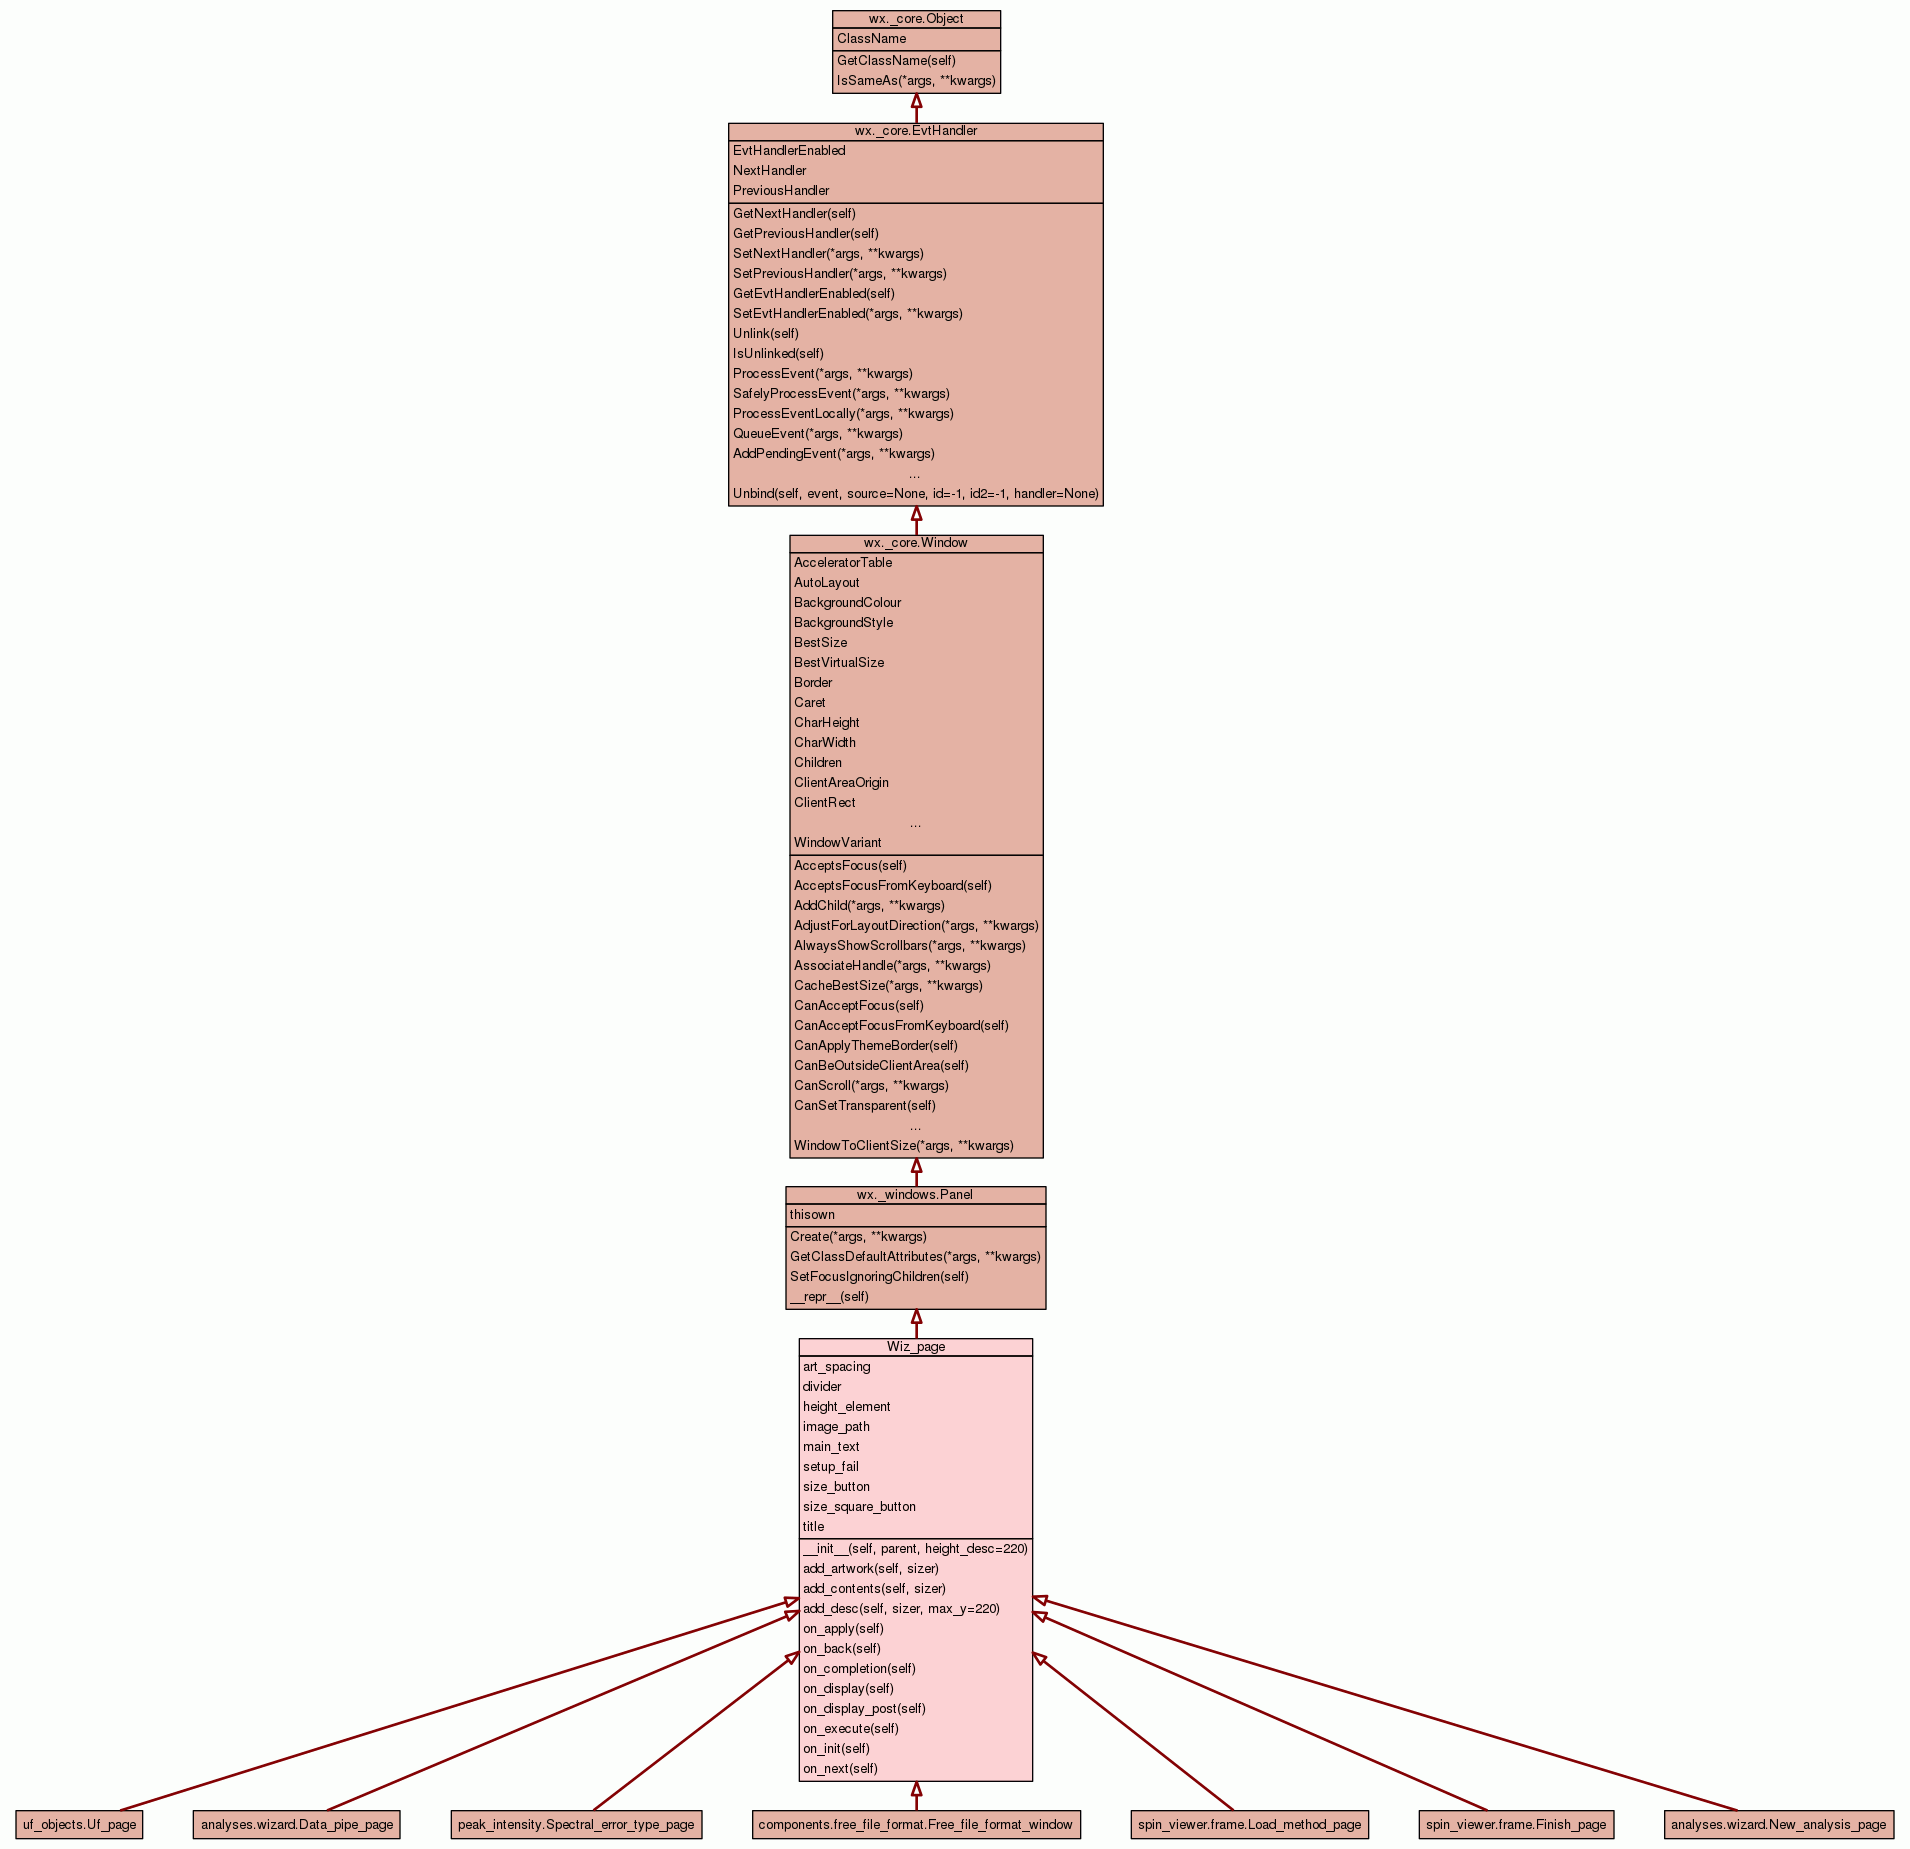 wx._core.Object
ClassName
GetClassName(self)
IsSameAs(*args, **kwargs)
wx._core.EvtHandler
EvtHandlerEnabled
NextHandler
PreviousHandler
GetNextHandler(self)
GetPreviousHandler(self)
SetNextHandler(*args, **kwargs)
SetPreviousHandler(*args, **kwargs)
GetEvtHandlerEnabled(self)
SetEvtHandlerEnabled(*args, **kwargs)
Unlink(self)
IsUnlinked(self)
ProcessEvent(*args, **kwargs)
SafelyProcessEvent(*args, **kwargs)
ProcessEventLocally(*args, **kwargs)
QueueEvent(*args, **kwargs)
AddPendingEvent(*args, **kwargs)
...
Unbind(self, event, source=None, id=-1, id2=-1, handler=None)
wx._core.Window
AcceleratorTable
AutoLayout
BackgroundColour
BackgroundStyle
BestSize
BestVirtualSize
Border
Caret
CharHeight
CharWidth
Children
ClientAreaOrigin
ClientRect
...
WindowVariant
AcceptsFocus(self)
AcceptsFocusFromKeyboard(self)
AddChild(*args, **kwargs)
AdjustForLayoutDirection(*args, **kwargs)
AlwaysShowScrollbars(*args, **kwargs)
AssociateHandle(*args, **kwargs)
CacheBestSize(*args, **kwargs)
CanAcceptFocus(self)
CanAcceptFocusFromKeyboard(self)
CanApplyThemeBorder(self)
CanBeOutsideClientArea(self)
CanScroll(*args, **kwargs)
CanSetTransparent(self)
...
WindowToClientSize(*args, **kwargs)
wx._windows.Panel
thisown
Create(*args, **kwargs)
GetClassDefaultAttributes(*args, **kwargs)
SetFocusIgnoringChildren(self)
__repr__(self)
Wiz_page
art_spacing
divider
height_element
image_path
main_text
setup_fail
size_button
size_square_button
title
__init__(self, parent, height_desc=220)
add_artwork(self, sizer)
add_contents(self, sizer)
add_desc(self, sizer, max_y=220)
on_apply(self)
on_back(self)
on_completion(self)
on_display(self)
on_display_post(self)
on_execute(self)
on_init(self)
on_next(self)
uf_objects.Uf_page
analyses.wizard.Data_pipe_page
peak_intensity.Spectral_error_type_page
components.free_file_format.Free_file_format_window
spin_viewer.frame.Load_method_page
spin_viewer.frame.Finish_page
analyses.wizard.New_analysis_page